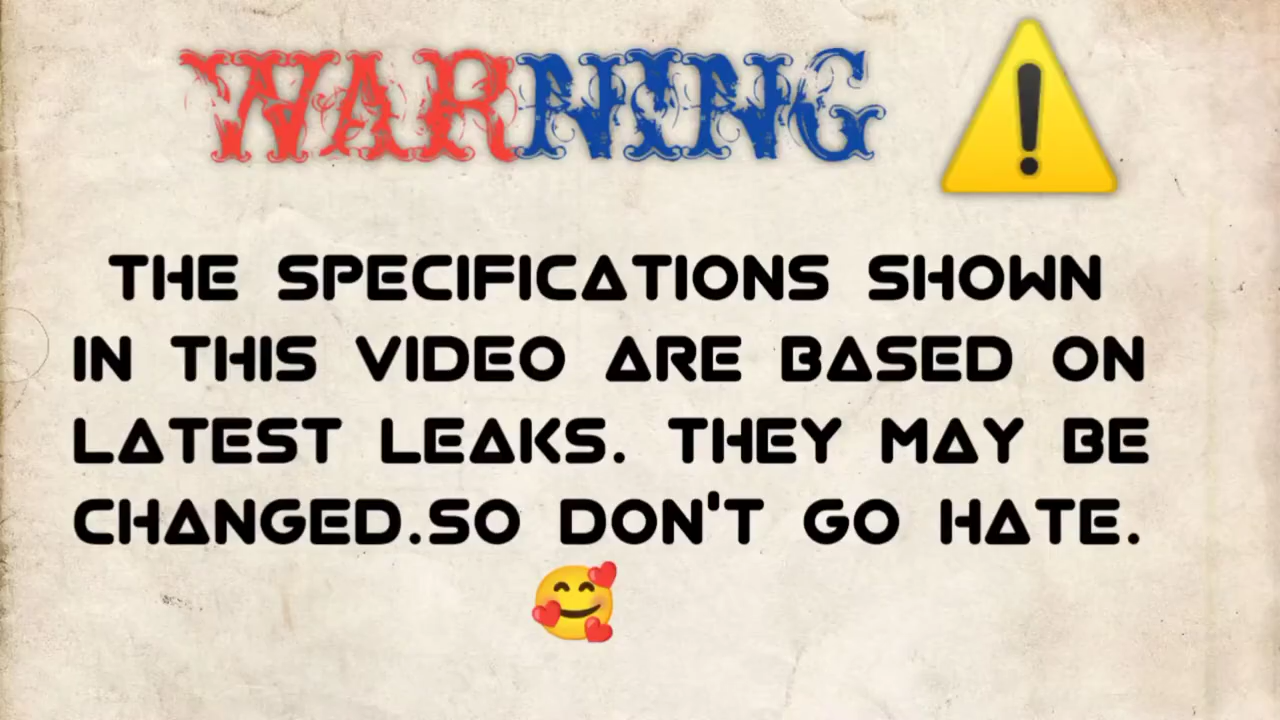 WARNING ⚠️
THE SPECIFICATIONS SHOWN
IN THIS VIDEO ARE BASED ON
LATEST LEAKS. THEY MAY BE
CHANGED.SO DON'T GO HATE.
🥰